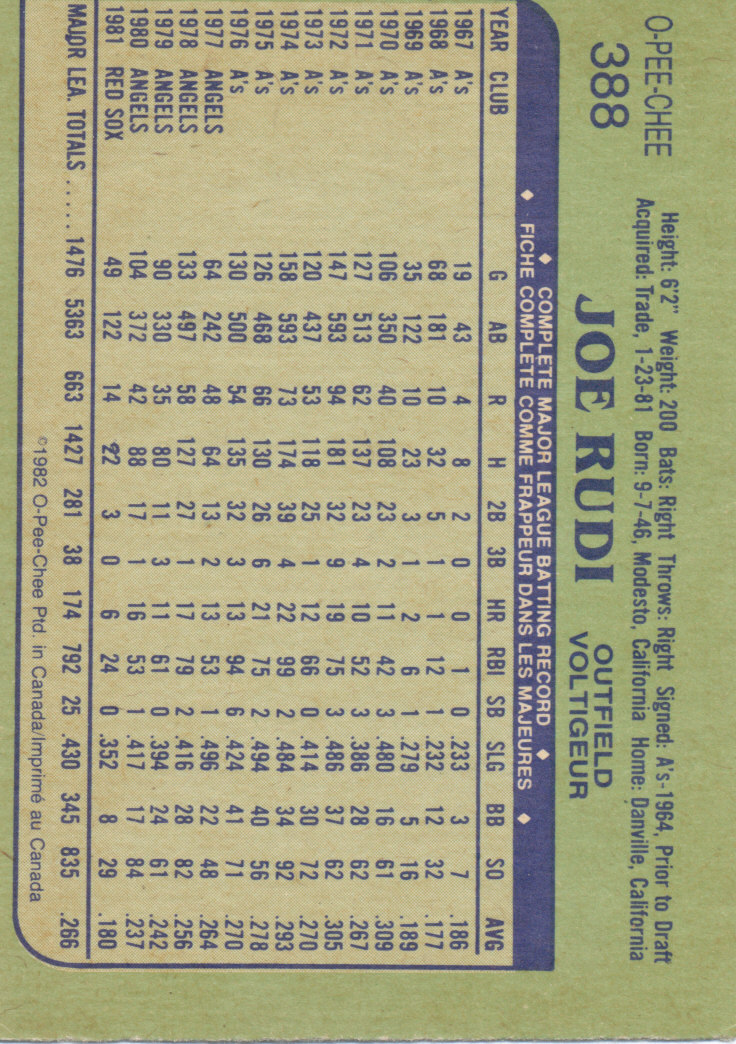 O-PEE-CHEE
388
Height: 6'2" Weight: 200 Bats: Right Throws: Right Signed: A's-1964, Prior to Draft
Acquired: Trade, 1-23-81 Born: 9-7-46, Modesto, California Home: Danville, California
JOE RUDI
OUTFIELD
VOLTIGEUR
♦ COMPLETE MAJOR LEAGUE BATTING RECORD ♦
♦ FICHE COMPLETE COMME FRAPPEUR DANS LES MAJEURES ♦
YEAR CLUB G AB R H 2B 3B HR RBI SB SLG BB SO AVG
1967 A's 19 43 4 8 2 0 0 1 0 .233 3 7 .186
1968 A's 68 181 10 32 5 1 1 12 1 .232 12 32 .177
1969 A's 35 122 10 23 3 1 2 6 1 .279 5 16 .189
1970 A's 106 350 40 108 23 2 11 42 3 .480 16 61 .309
1971 A's 127 513 62 137 23 4 10 52 3 .386 28 62 .267
1972 A's 147 593 94 181 32 9 19 75 3 .486 37 62 .305
1973 A's 120 437 53 118 25 1 12 66 0 .414 30 72 .270
1974 A's 158 593 73 174 39 4 22 99 2 .484 34 92 .293
1975 A's 126 468 66 130 26 6 21 75 2 .494 40 56 .278
1976 A's 130 500 54 135 32 3 13 94 6 .424 41 71 .270
1977 ANGELS 64 242 48 64 13 2 13 53 1 .496 22 48 .264
1978 ANGELS 133 497 58 127 27 1 17 79 2 .416 28 82 .256
1979 ANGELS 90 330 35 80 11 3 11 61 0 .394 24 61 .242
1980 ANGELS 104 372 42 88 17 1 16 53 1 .417 17 84 .237
1981 RED SOX 49 122 14 22 3 0 6 24 0 .352 8 29 .180
MAJOR LEA. TOTALS ..... 1476 5363 663 1427 281 38 174 792 25 .430 345 835 .266
©1982 O-Pee-Chee Ptd. in Canada/Imprimé au Canada